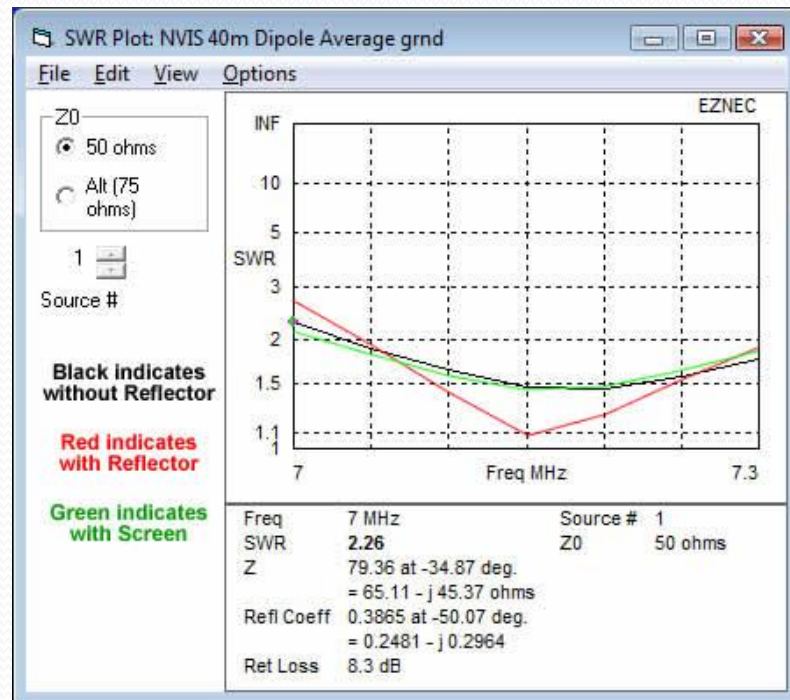 SWR Plot: NVIS 40m Dipole Average grnd
File Edit View Options
Z0
50 ohms
Alt (75
ohms)
1
Source #
Black indicates
without Reflector
Red indicates
with Reflector
Green indicates
with Screen
EZNEC
INF
10
5
SWR
3
2
1.5
1.1
1
7 Freq MHz 7.3
Freq 7 MHz Source # 1
SWR 2.26 Z0 50 ohms
Z 79.36 at -34.87 deg.
= 65.11 - j 45.37 ohms
Refl Coeff 0.3865 at -50.07 deg.
= 0.2481 - j 0.2964
Ret Loss 8.3 dB